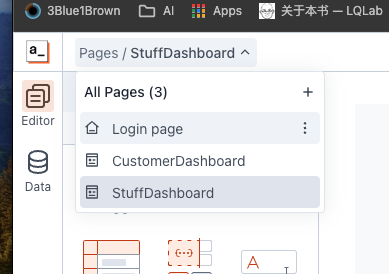 3Blue1Brown AI Apps 关于本书 — LQLab
a_
Pages / StuffDashboard
All Pages (3) +
Editor
Login page
CustomerDashboard
Data
StuffDashboard
A